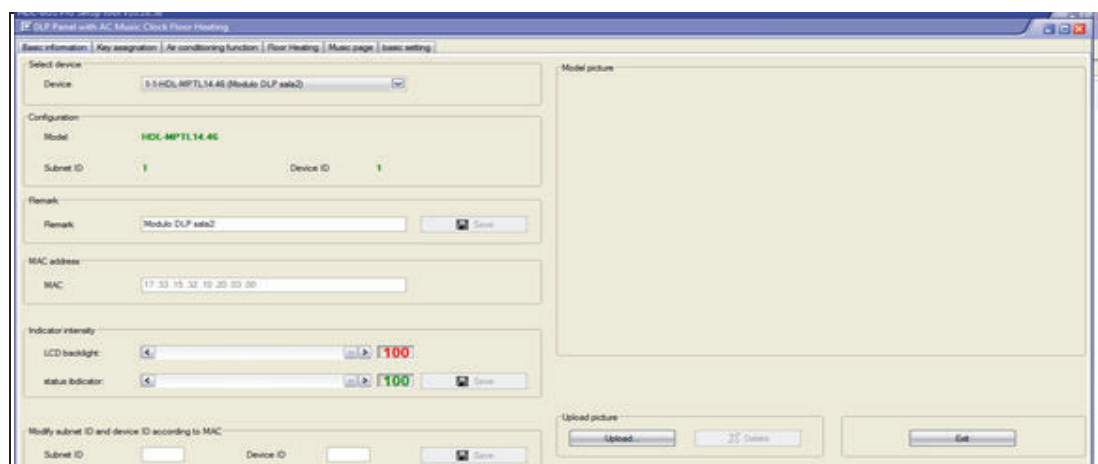 DLP Panel with AC Music Clock Floor Heating
Basic information Key assignation Air conditioning function Floor Heating Music page basic setting
Select device
Device 1-1-HDL-MPTL14.46 (Modulo DLP sala2)
Configuration
Model HDL-MPTL14.46
Subnet ID 1 Device ID 1
Remark
Remark Modulo DLP sala2 Save
MAC address
MAC
Indicator intensity
LCD backlight: 100
status ibdicator: 100 Save
Modify subnet ID and device ID according to MAC
Subnet ID Device ID Save
Model picture
Upload picture
Upload... Delete Exit